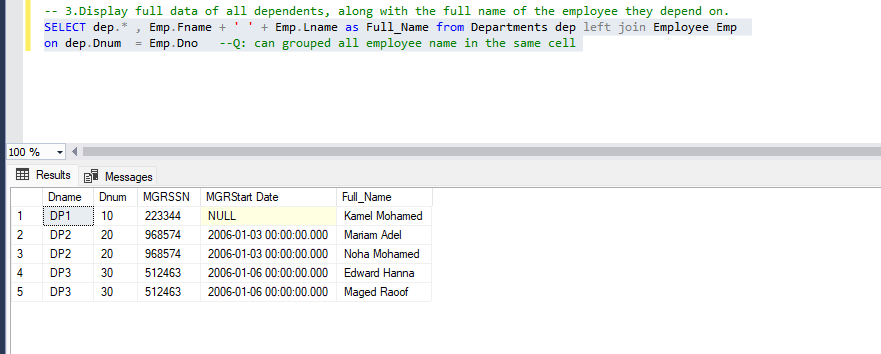 -- 3.Display full data of all dependents, along with the full name of the employee they depend on.
SELECT dep.* , Emp.Fname + ' ' + Emp.Lname as Full_Name from Departments dep left join Employee Emp
on dep.Dnum  = Emp.Dno   --Q: can grouped all employee name in the same cell
100 %
Results Messages
Dname Dnum MGRSSN MGRStart Date Full_Name
1 DP1 10 223344 NULL Kamel Mohamed
2 DP2 20 968574 2006-01-03 00:00:00.000 Mariam Adel
3 DP2 20 968574 2006-01-03 00:00:00.000 Noha Mohamed
4 DP3 30 512463 2006-01-06 00:00:00.000 Edward Hanna
5 DP3 30 512463 2006-01-06 00:00:00.000 Maged Raoof